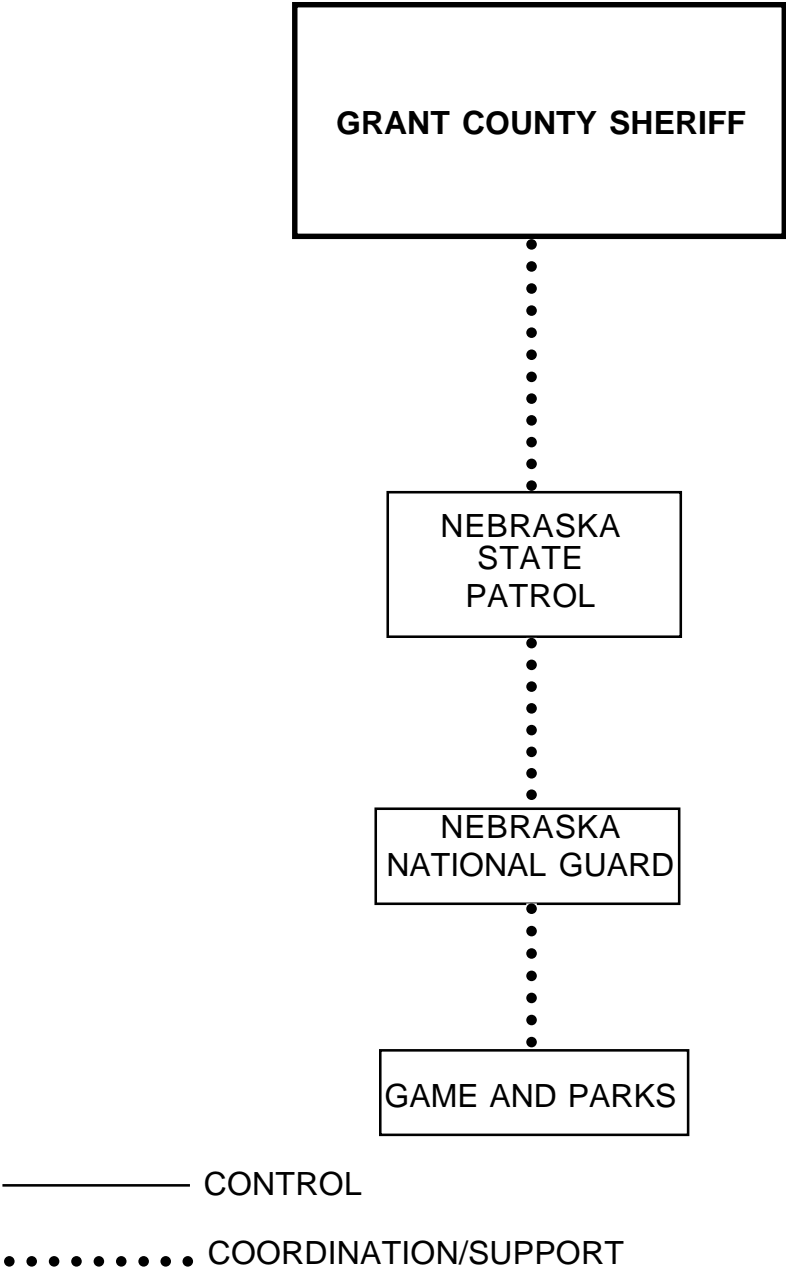 GRANT COUNTY SHERIFF
NEBRASKA
STATE
PATROL
NEBRASKA
NATIONAL GUARD
GAME AND PARKS
CONTROL
COORDINATION/SUPPORT